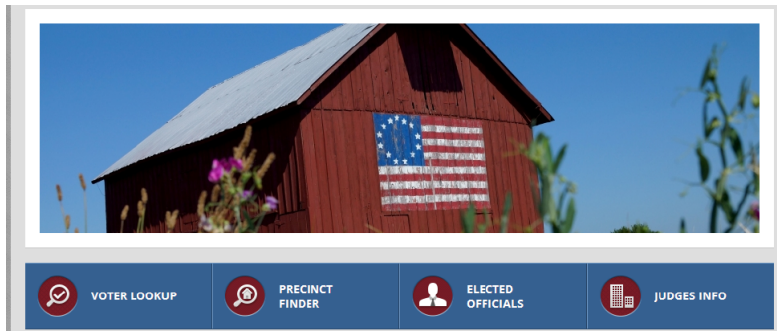 VOTER LOOKUP
PRECINCT
FINDER
ELECTED
OFFICIALS
JUDGES INFO